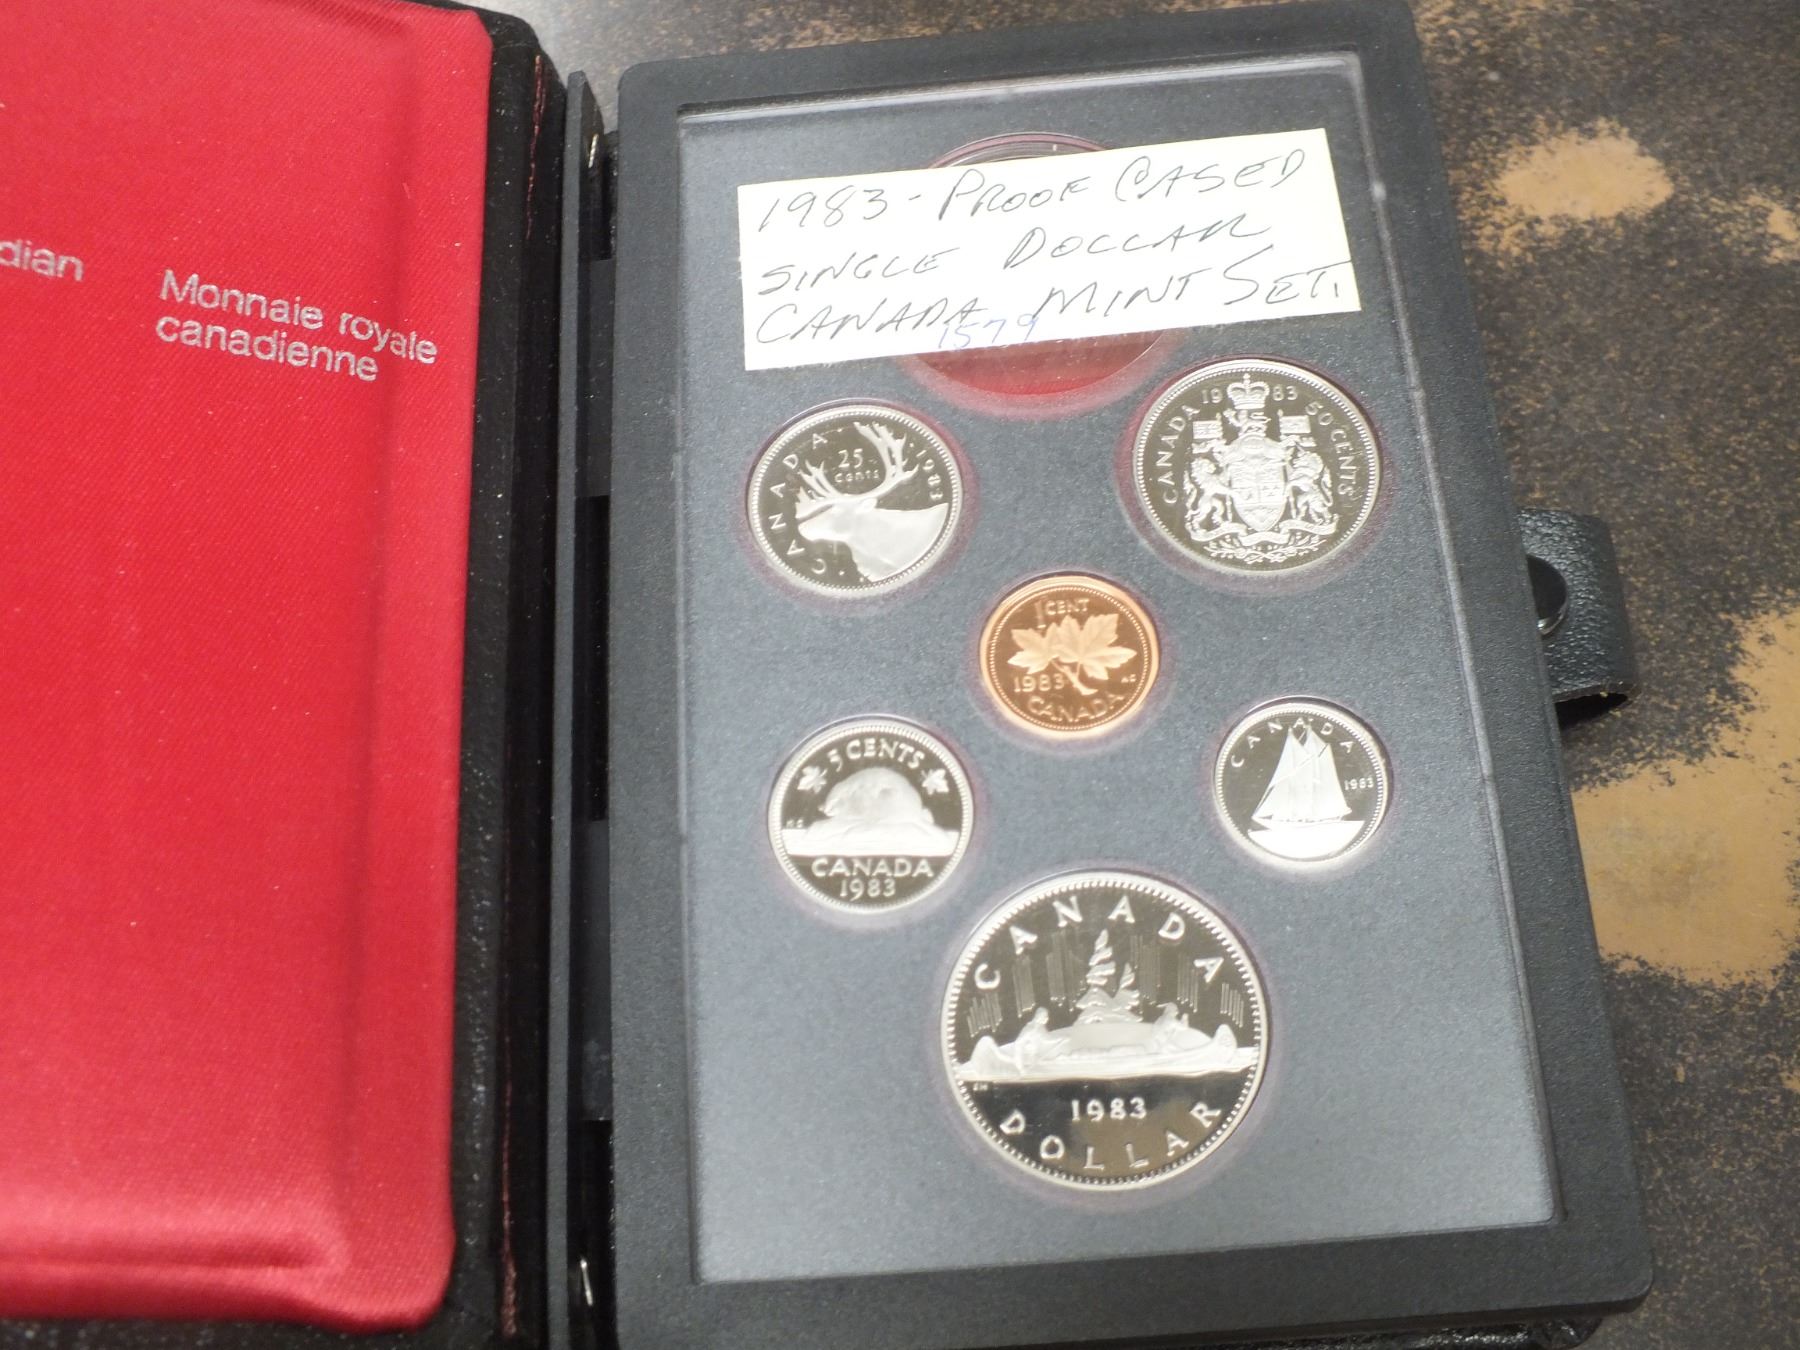 dian
Monnaie royale
canadienne
1983 - PROOF CASED
SINGLE DOLLAR
CANADA MINT SET.
1579
CANADA 25 cents 1983
CANADA 1983 50 CENTS
1 CENT
1983
CANADA
5 CENTS
CANADA
1983
CANADA
1983
CANADA
1983
DOLLAR